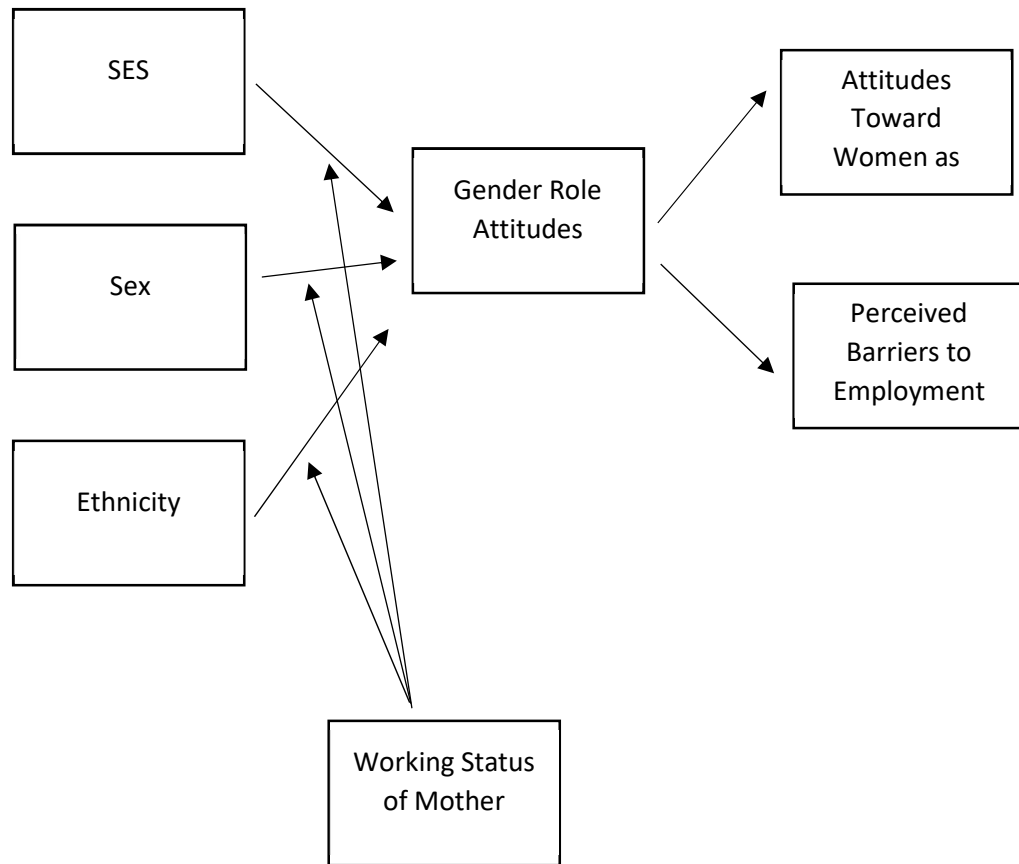 SES
Sex
Ethnicity
Gender Role
Attitudes
Attitudes
Toward
Women as
Perceived
Barriers to
Employment
Working Status
of Mother